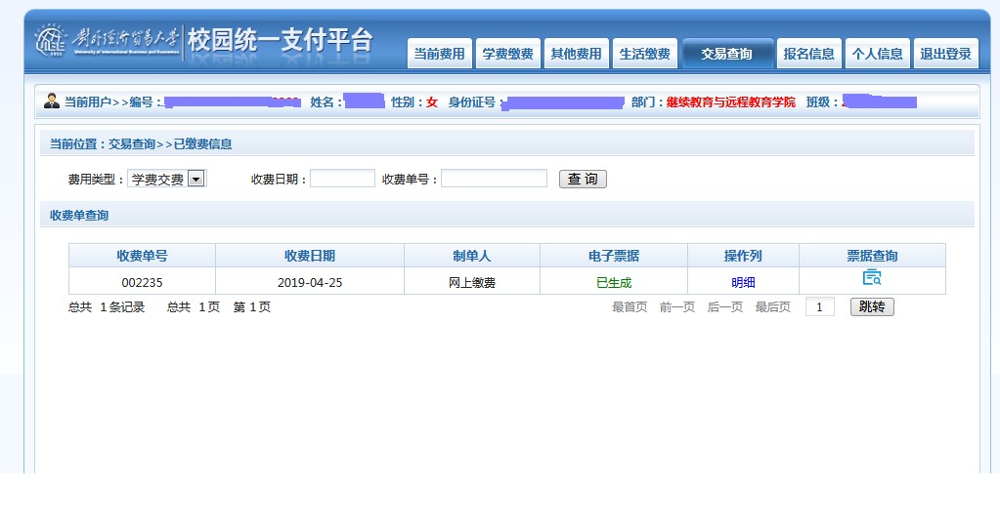 对外经济贸易大学 校园统一支付平台
University of International Business and Economics
当前费用 学费缴费 其他费用 生活缴费 交易查询 报名信息 个人信息 退出登录
当前用户>>编号: 姓名: 性别:女 身份证号: 部门:继续教育与远程教育学院 班级:
当前位置:交易查询>>已缴费信息
费用类型: 学费交费 收费日期: 收费单号: 查 询
收费单查询
收费单号 收费日期 制单人 电子票据 操作列 票据查询
002235 2019-04-25 网上缴费 已生成 明细
总共 1条记录 总共 1页 第 1页 最首页 前一页 后一页 最后页 1 跳转